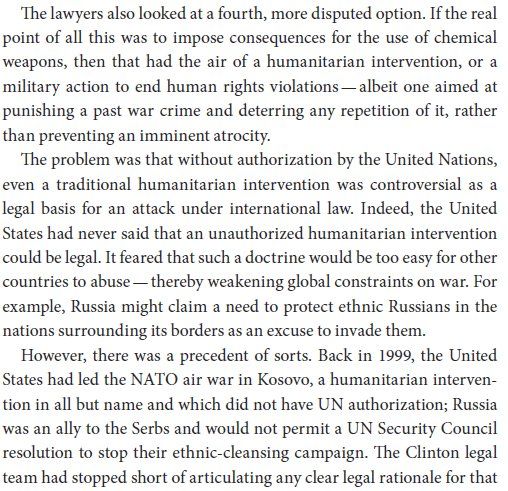 The lawyers also looked at a fourth, more disputed option. If the real
point of all this was to impose consequences for the use of chemical
weapons, then that had the air of a humanitarian intervention, or a
military action to end human rights violations — albeit one aimed at
punishing a past war crime and deterring any repetition of it, rather
than preventing an imminent atrocity.
The problem was that without authorization by the United Nations,
even a traditional humanitarian intervention was controversial as a
legal basis for an attack under international law. Indeed, the United
States had never said that an unauthorized humanitarian intervention
could be legal. It feared that such a doctrine would be too easy for other
countries to abuse — thereby weakening global constraints on war. For
example, Russia might claim a need to protect ethnic Russians in the
nations surrounding its borders as an excuse to invade them.
However, there was a precedent of sorts. Back in 1999, the United
States had led the NATO air war in Kosovo, a humanitarian interven-
tion in all but name and which did not have UN authorization; Russia
was an ally to the Serbs and would not permit a UN Security Council
resolution to stop their ethnic-cleansing campaign. The Clinton legal
team had stopped short of articulating any clear legal rationale for that